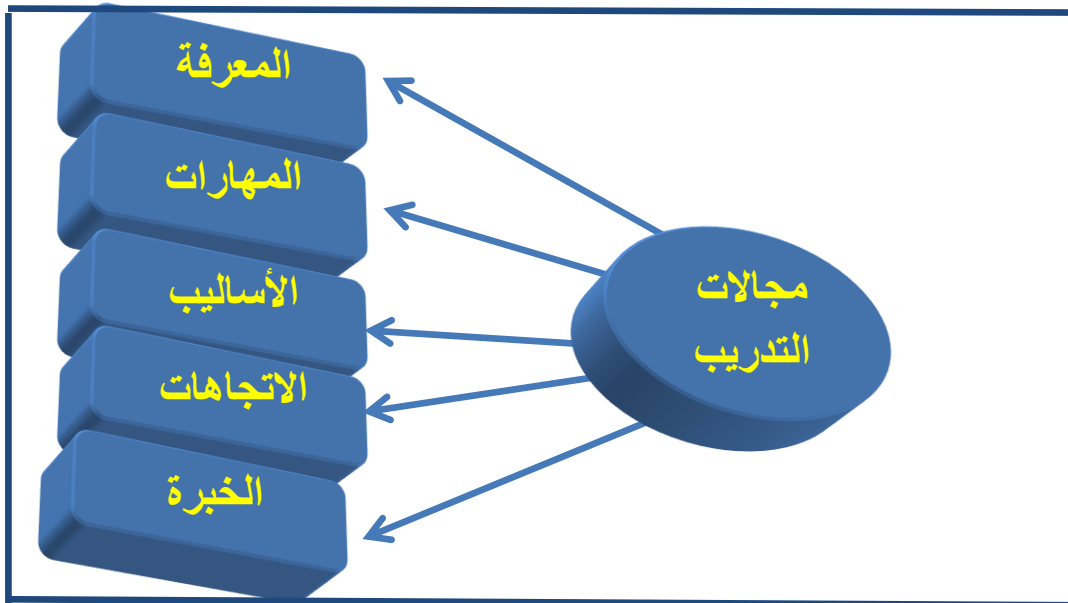 مجالات
التدريب
المعرفة
المهارات
الأساليب
الاتجاهات
الخبرة